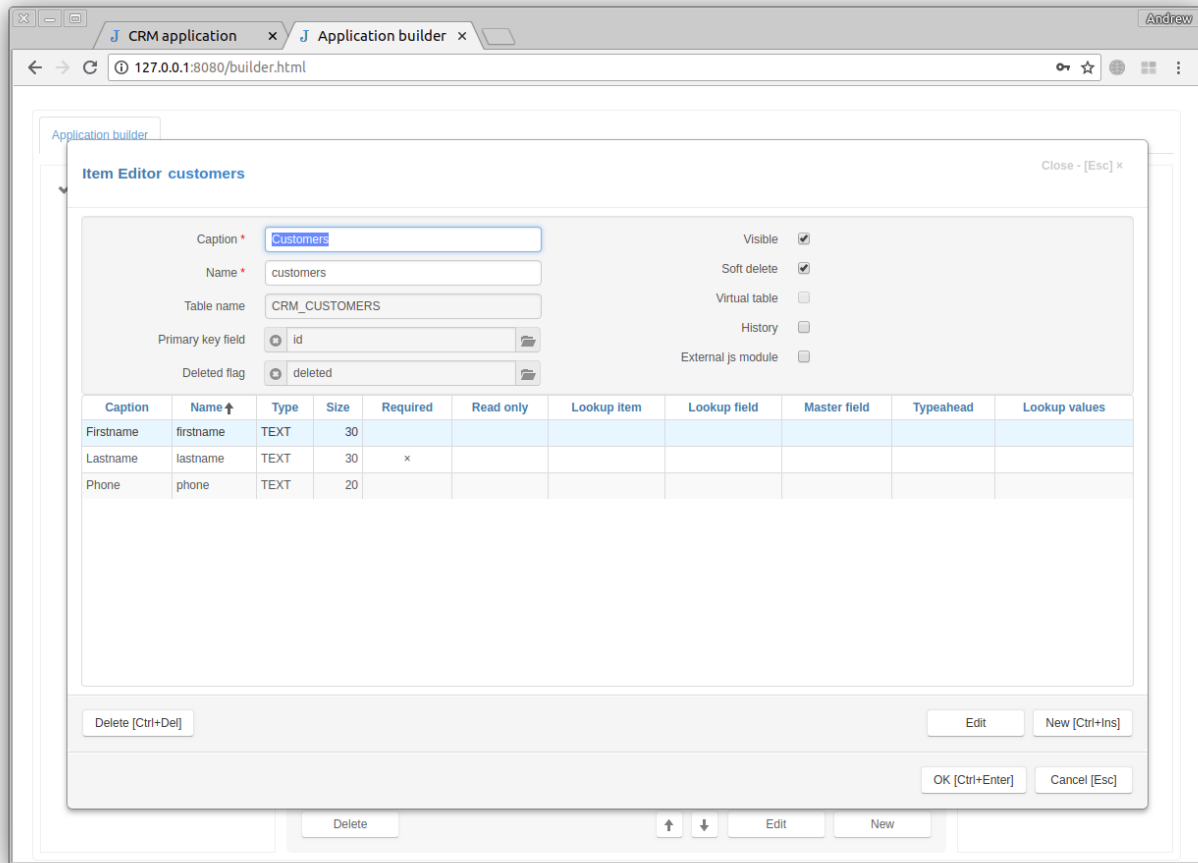 Andrew
J CRM application ×
J Application builder ×
127.0.0.1:8080/builder.html
Application builder
Item Editor customers
Close - [Esc] ×
Caption *
Customers
Visible
Name *
customers
Soft delete
Table name
CRM_CUSTOMERS
Virtual table
Primary key field
id
History
Deleted flag
deleted
External js module
Caption Name Type Size Required Read only Lookup item Lookup field Master field Typeahead Lookup values
Firstname firstname TEXT 30
Lastname lastname TEXT 30 ×
Phone phone TEXT 20
Delete [Ctrl+Del]
Edit
New [Ctrl+Ins]
OK [Ctrl+Enter]
Cancel [Esc]
Delete
Edit
New